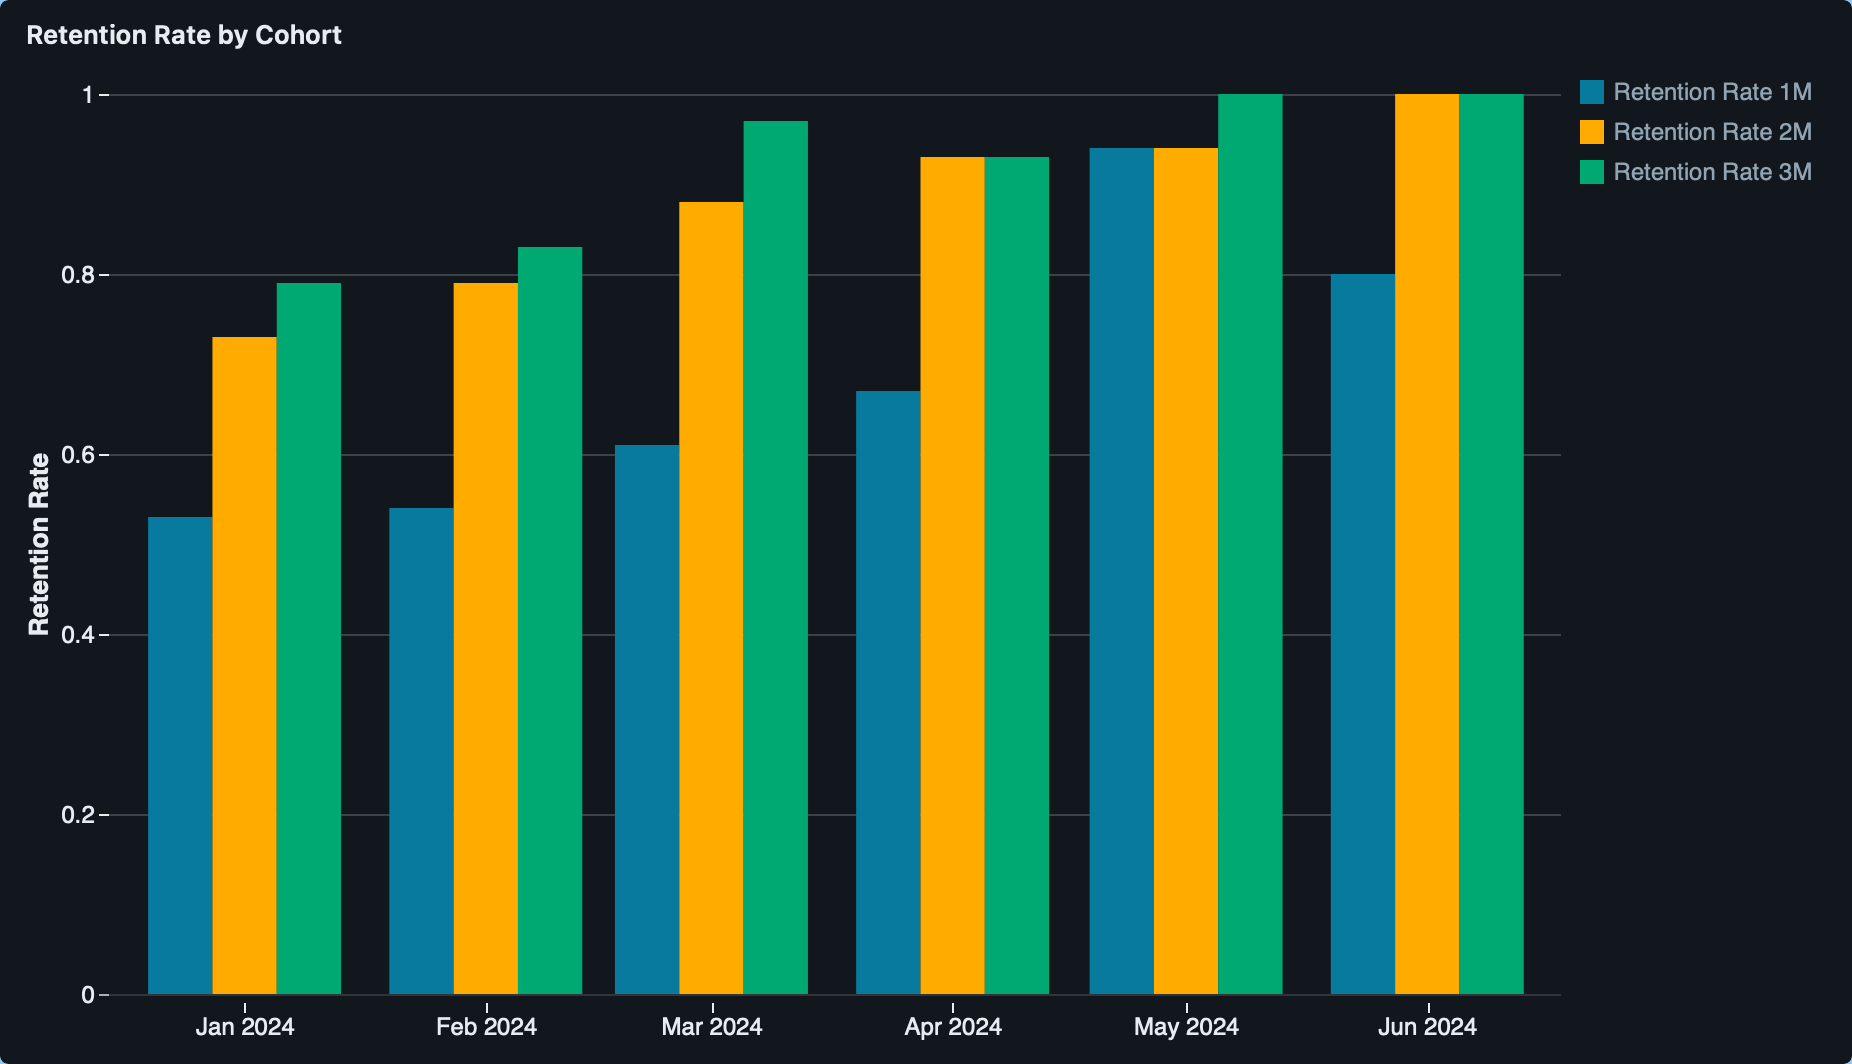 Retention Rate by Cohort
Retention Rate 1M
Retention Rate 2M
Retention Rate 3M
Retention Rate
1
0.8
0.6
0.4
0.2
0
Jan 2024
Feb 2024
Mar 2024
Apr 2024
May 2024
Jun 2024